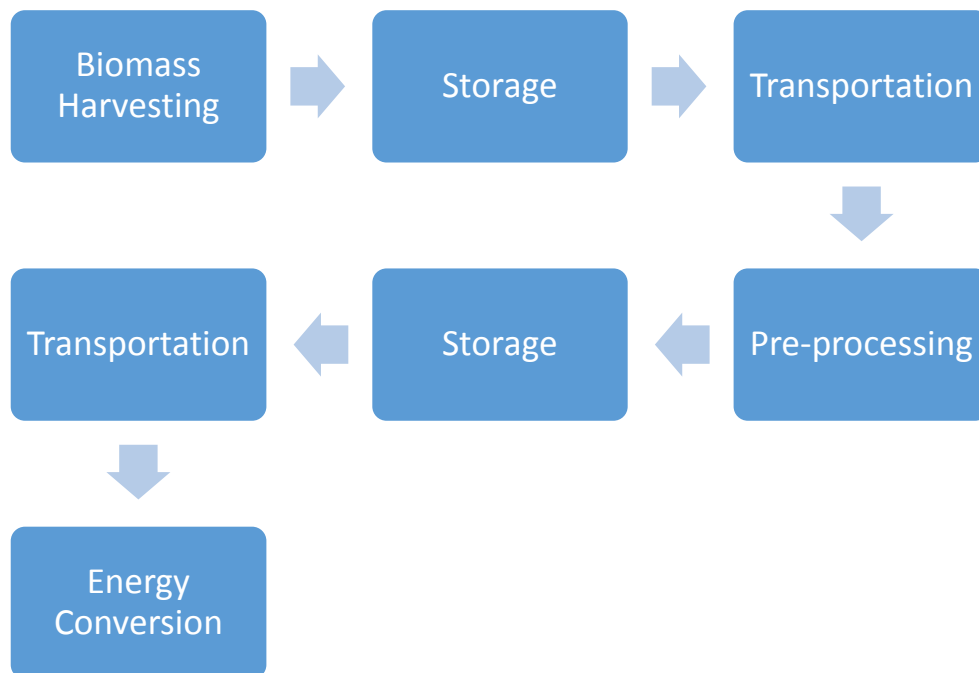 Biomass
Harvesting
Storage
Transportation
Pre-processing
Storage
Transportation
Energy
Conversion